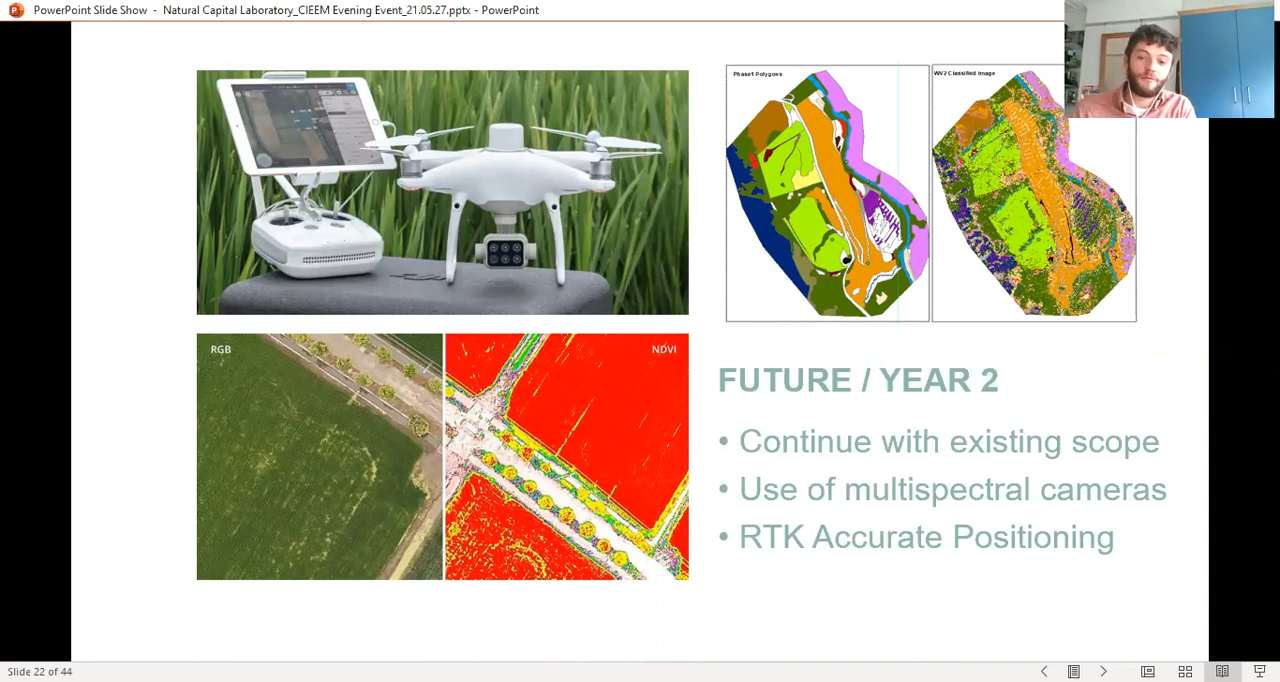 PowerPoint Slide Show - Natural Capital Laboratory_CIEEM Evening Event_21.05.27.pptx - PowerPoint
Phase1 Polygons
WV2 Classified Image
RGB
NDVI
FUTURE / YEAR 2
• Continue with existing scope
• Use of multispectral cameras
• RTK Accurate Positioning
Slide 22 of 44